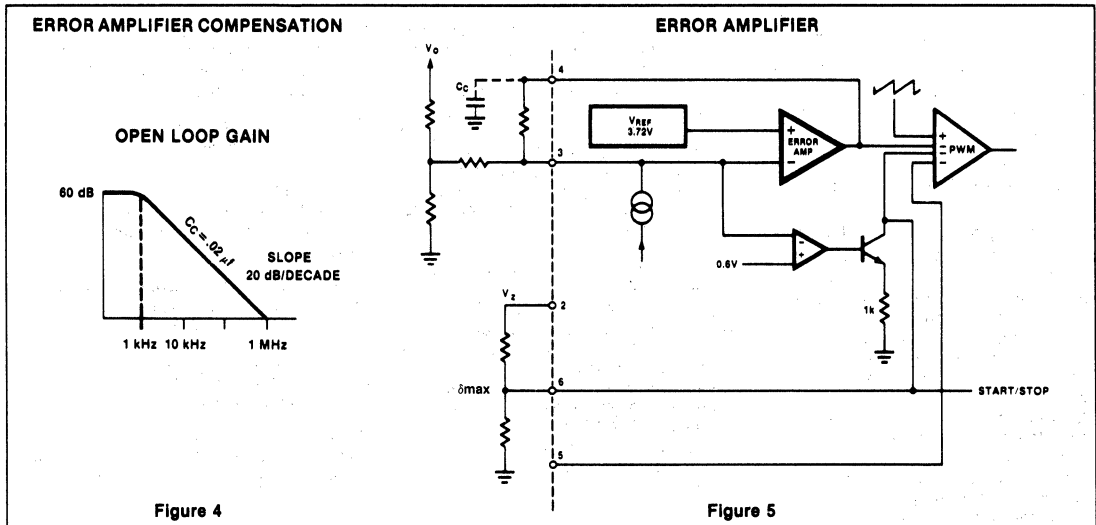 ERROR AMPLIFIER COMPENSATION
OPEN LOOP GAIN
60 dB
CC = .02 µf
SLOPE
20 dB/DECADE
1 kHz 10 kHz 1 MHz
Figure 4
ERROR AMPLIFIER
Vo
CC
4
VREF
3.72V
+
ERROR
AMP
−
+
−
−
−
PWM
3
−
+
0.6V
1k
Vz
2
δmax
6
START/STOP
5
Figure 5